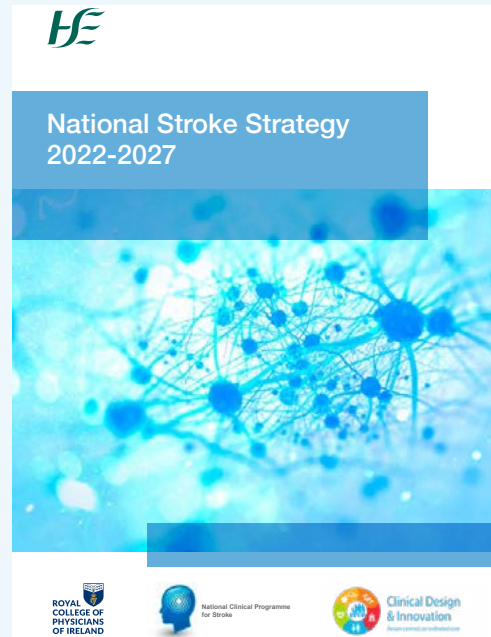 HSE
National Stroke Strategy
2022-2027
ROYAL
COLLEGE OF
PHYSICIANS
OF IRELAND
National Clinical Programme
for Stroke
Clinical Design
& Innovation